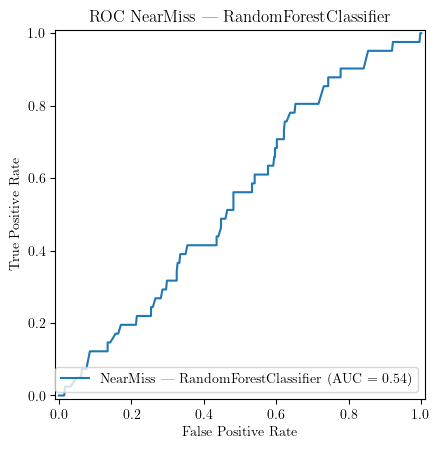 ROC NearMiss — RandomForestClassifier
1.0
0.8
0.6
0.4
0.2
0.0
True Positive Rate
NearMiss — RandomForestClassifier (AUC = 0.54)
0.0 0.2 0.4 0.6 0.8 1.0
False Positive Rate